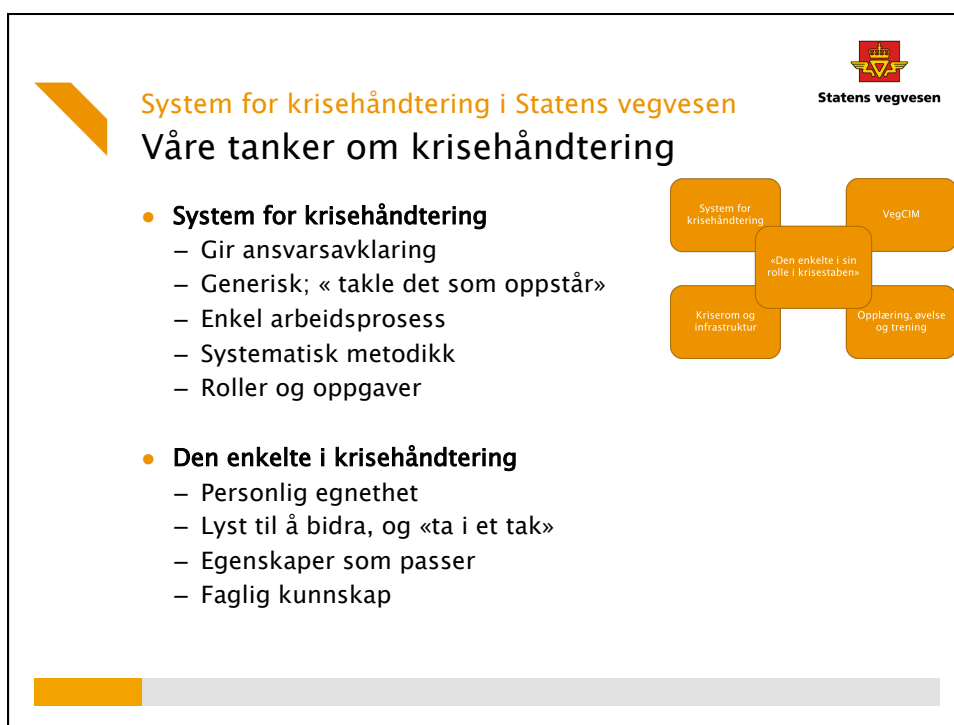 Statens vegvesen
System for krisehåndtering i Statens vegvesen
Våre tanker om krisehåndtering
• System for krisehåndtering
– Gir ansvarsavklaring
– Generisk; « takle det som oppstår»
– Enkel arbeidsprosess
– Systematisk metodikk
– Roller og oppgaver
• Den enkelte i krisehåndtering
– Personlig egnethet
– Lyst til å bidra, og «ta i et tak»
– Egenskaper som passer
– Faglig kunnskap
System for
krisehåndtering
VegCIM
«Den enkelte i sin
rolle i krisestaben»
Kriserom og
infrastruktur
Opplæring, øvelse
og trening